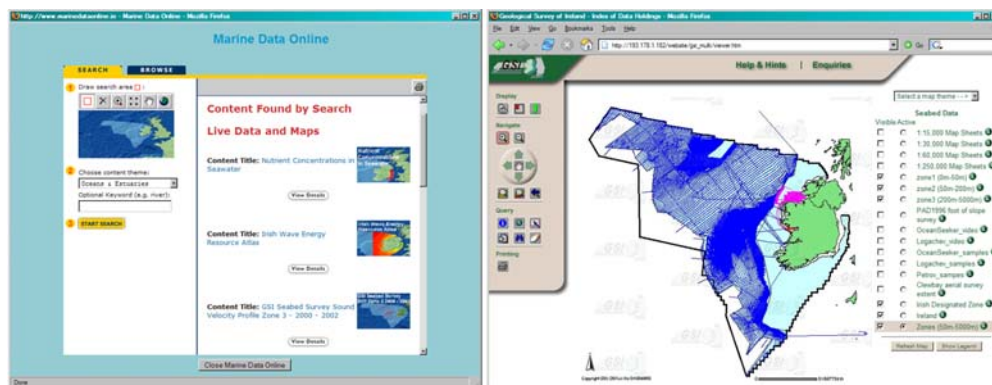 http://www.marinedataonline.ie - Marine Data Online - Mozilla Firefox
Marine Data Online
SEARCH
BROWSE
1 Draw search area :
2 Choose content theme:
Oceans & Estuaries
Optional Keyword (e.g. river):
3 START SEARCH
Content Found by Search
Live Data and Maps
Content Title: Nutrient Concentrations in
Seawater
View Details
Content Title: Irish Wave Energy
Resource Atlas
View Details
Content Title: GSI Seabed Survey Sound
Velocity Profile Zone 3 - 2000 - 2002
View Details
Close Marine Data Online
Done
Geological Survey of Ireland - Index of Data Holdings - Mozilla Firefox
File Edit View Go Bookmarks Tools Help
Go
GSI
Help & Hints | Enquiries
Display
Navigate
Query
Printing
Select a map theme -->
Seabed Data
Visible Active
1:15,000 Map Sheets
1:30,000 Map Sheets
1:60,000 Map Sheets
1:250,000 Map Sheets
zone1 (0m-50m)
zone2 (50m-200m)
zone3 (200m-5000m)
PAD1996 foot of slope
survey
OceanSeeker_video
Logachev_video
OceanSeeker_samples
Logachev_samples
Petrov_sampes
Clewbay aerial survey
extent
Irish Designated Zone
Ireland
Zones (50m-5000m)
Refresh Map
Show Legend
N